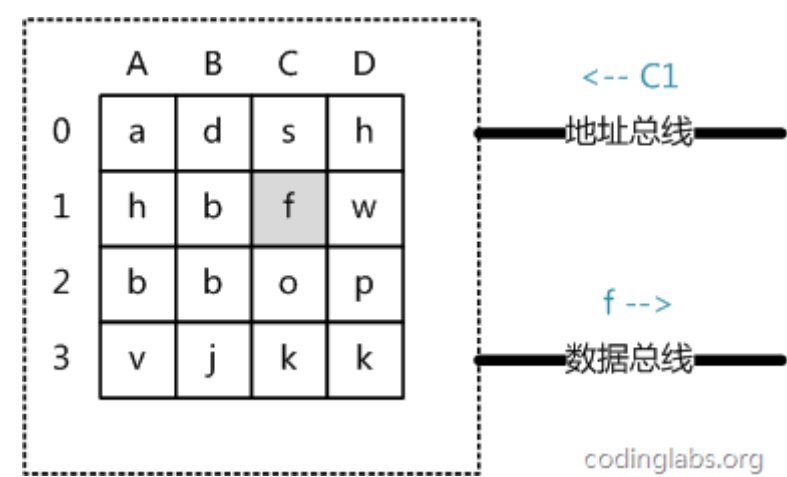 A B C D
0 a d s h
1 h b f w
2 b b o p
3 v j k k
<-- C1
地址总线
f -->
数据总线
codinglabs.org